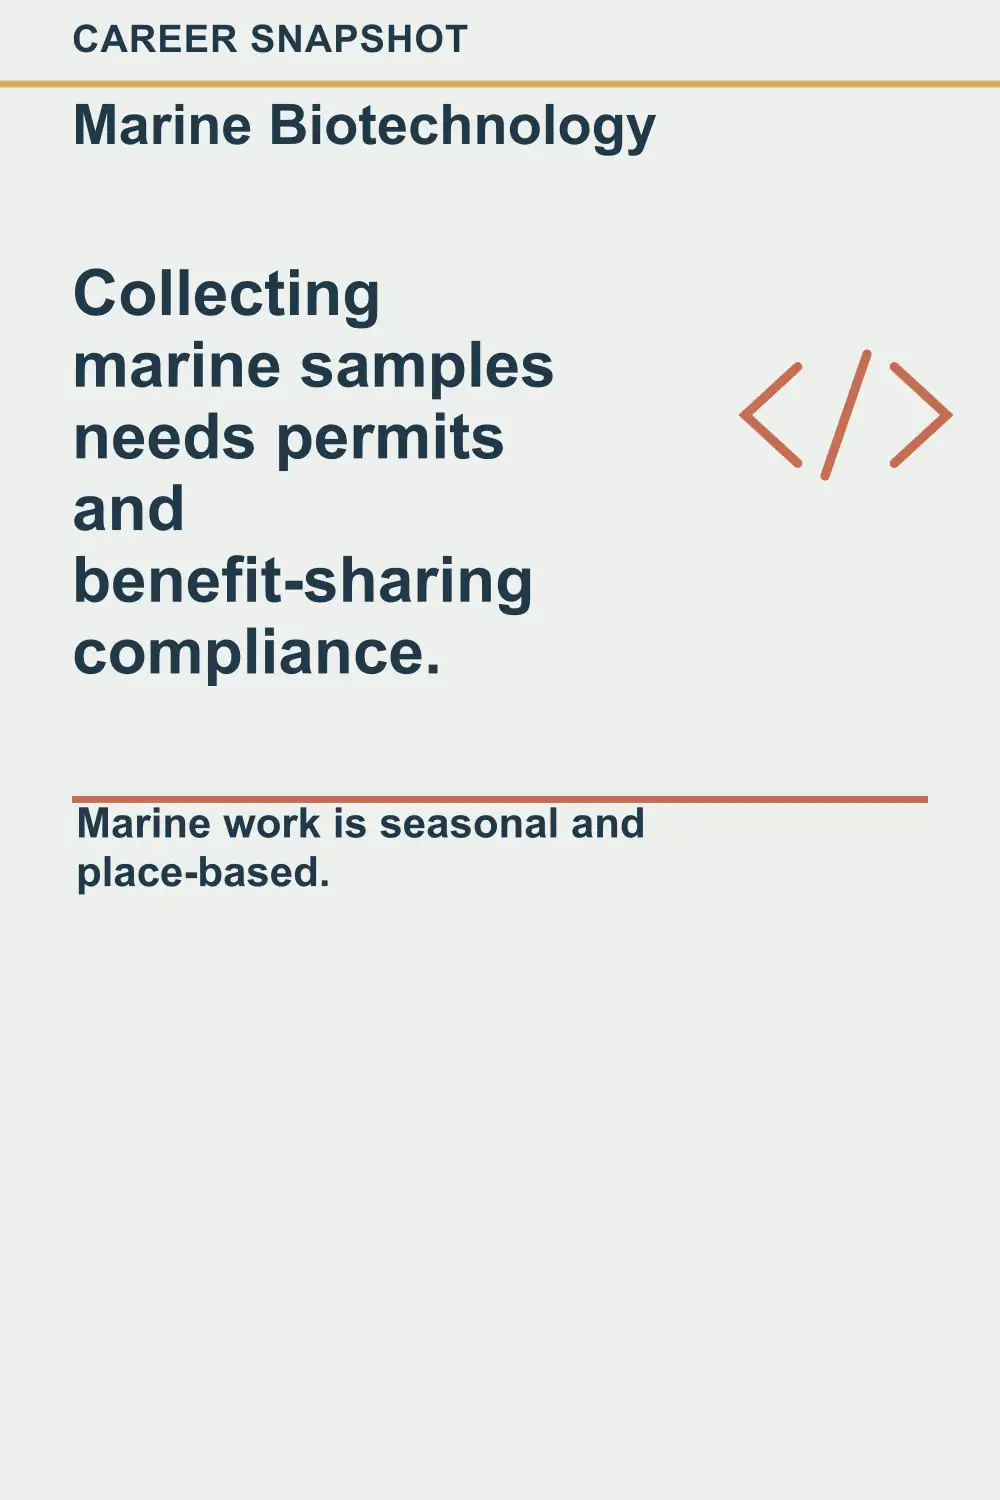 CAREER SNAPSHOT
Marine Biotechnology
Collecting
marine samples
needs permits
and
benefit-sharing
compliance.
Marine work is seasonal and
place-based.